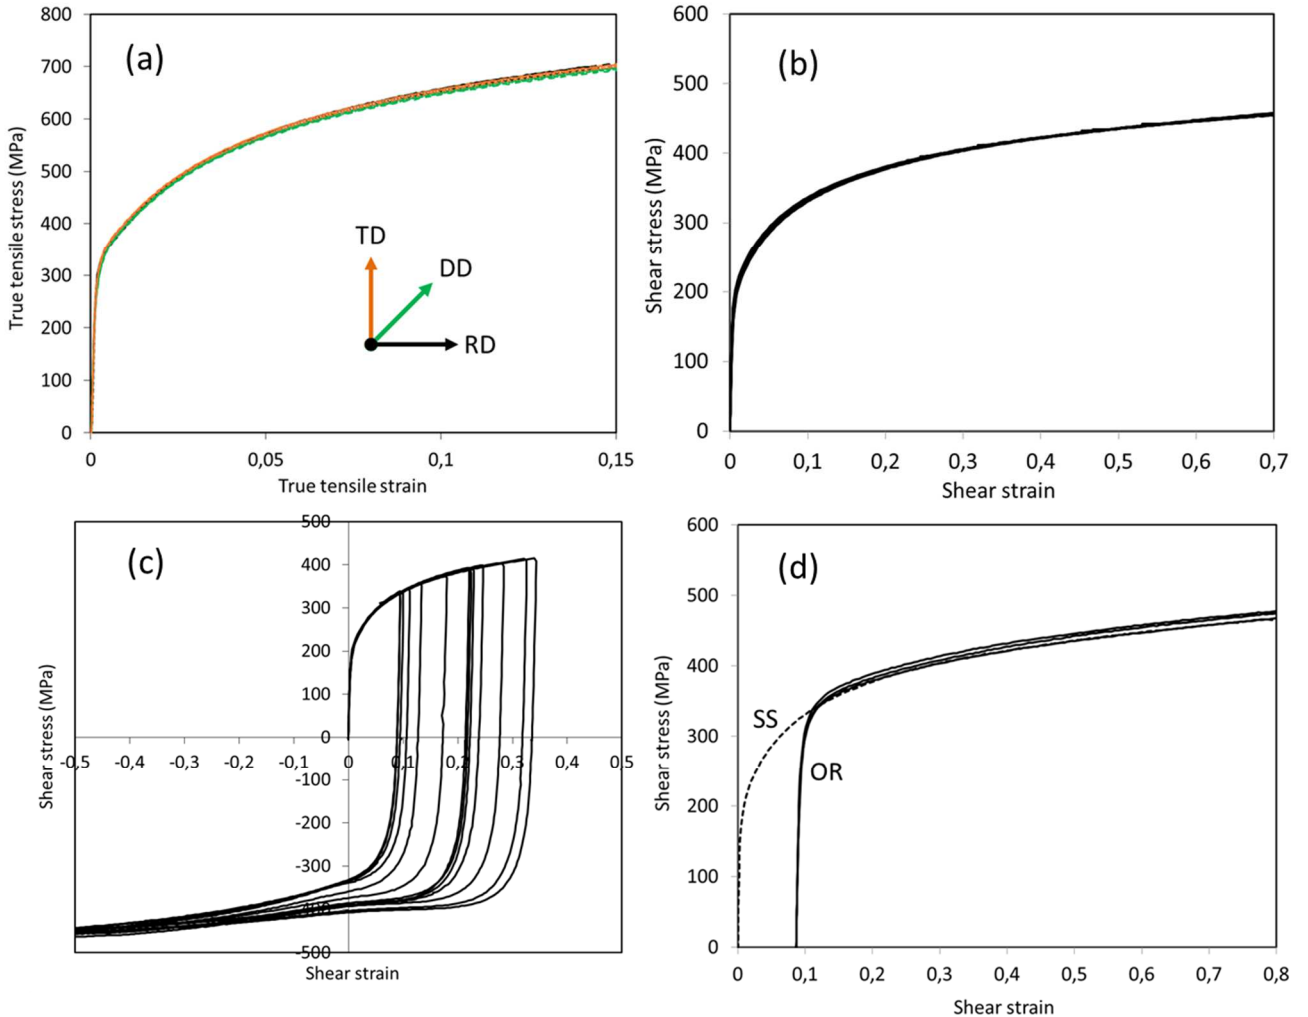 (a)
True tensile stress (MPa)
800
700
600
500
400
300
200
100
0
TD
DD
RD
0 0,05 0,1 0,15
True tensile strain
(b)
Shear stress (MPa)
600
500
400
300
200
100
0
0 0,1 0,2 0,3 0,4 0,5 0,6 0,7
Shear strain
(c)
Shear stress (MPa)
500
400
300
200
100
0
-0,5 -0,4 -0,3 -0,2 -0,1 0 0,1 0,2 0,3 0,4 0,5
-100
-200
-300
-400
-500
Shear strain
(d)
Shear stress (MPa)
600
500
400
300
200
100
0
SS
OR
0 0,1 0,2 0,3 0,4 0,5 0,6 0,7 0,8
Shear strain